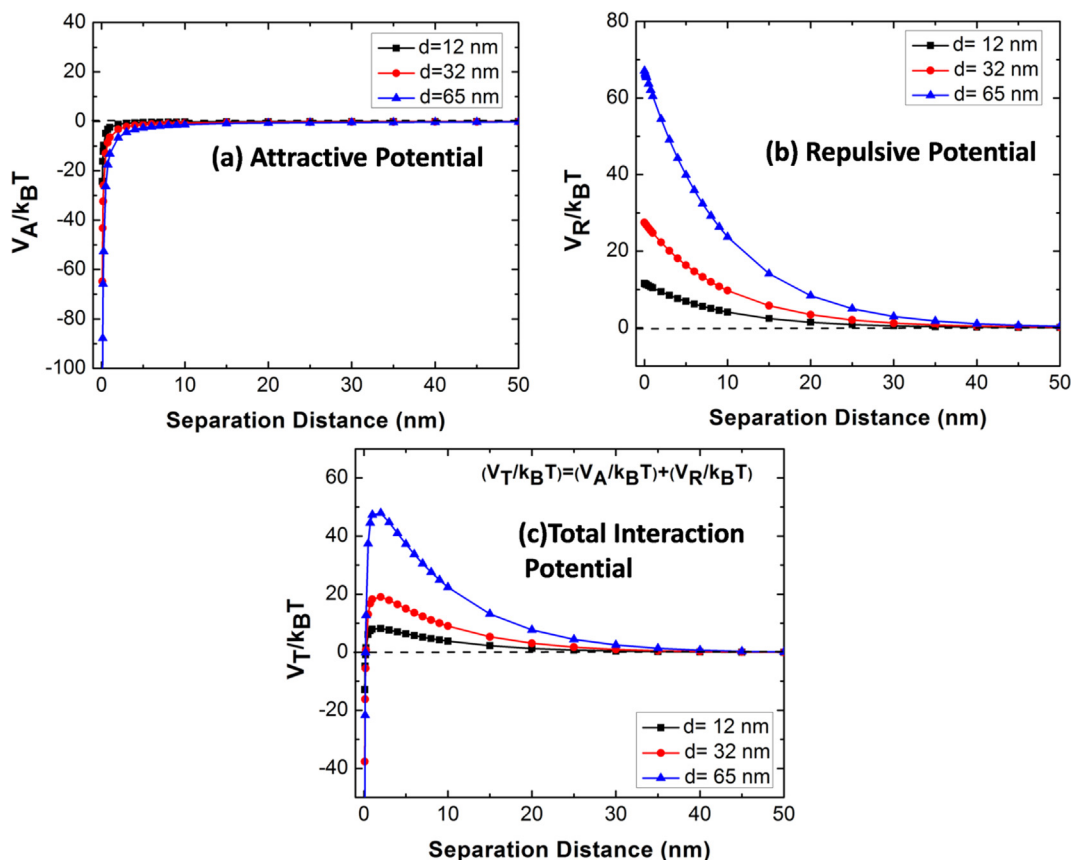 40
20
0
-20
-40
-60
-80
-100
V_A/k_BT
d=12 nm
d=32 nm
d=65 nm
(a) Attractive Potential
0 10 20 30 40 50
Separation Distance (nm)
80
60
40
20
0
V_R/k_BT
d= 12 nm
d= 32 nm
d= 65 nm
(b) Repulsive Potential
0 10 20 30 40 50
Separation Distance (nm)
60
40
20
0
-20
-40
V_T/k_BT
(V_T/k_BT)=(V_A/k_BT)+(V_R/k_BT)
(c)Total Interaction
Potential
d= 12 nm
d= 32 nm
d= 65 nm
0 10 20 30 40 50
Separation Distance (nm)